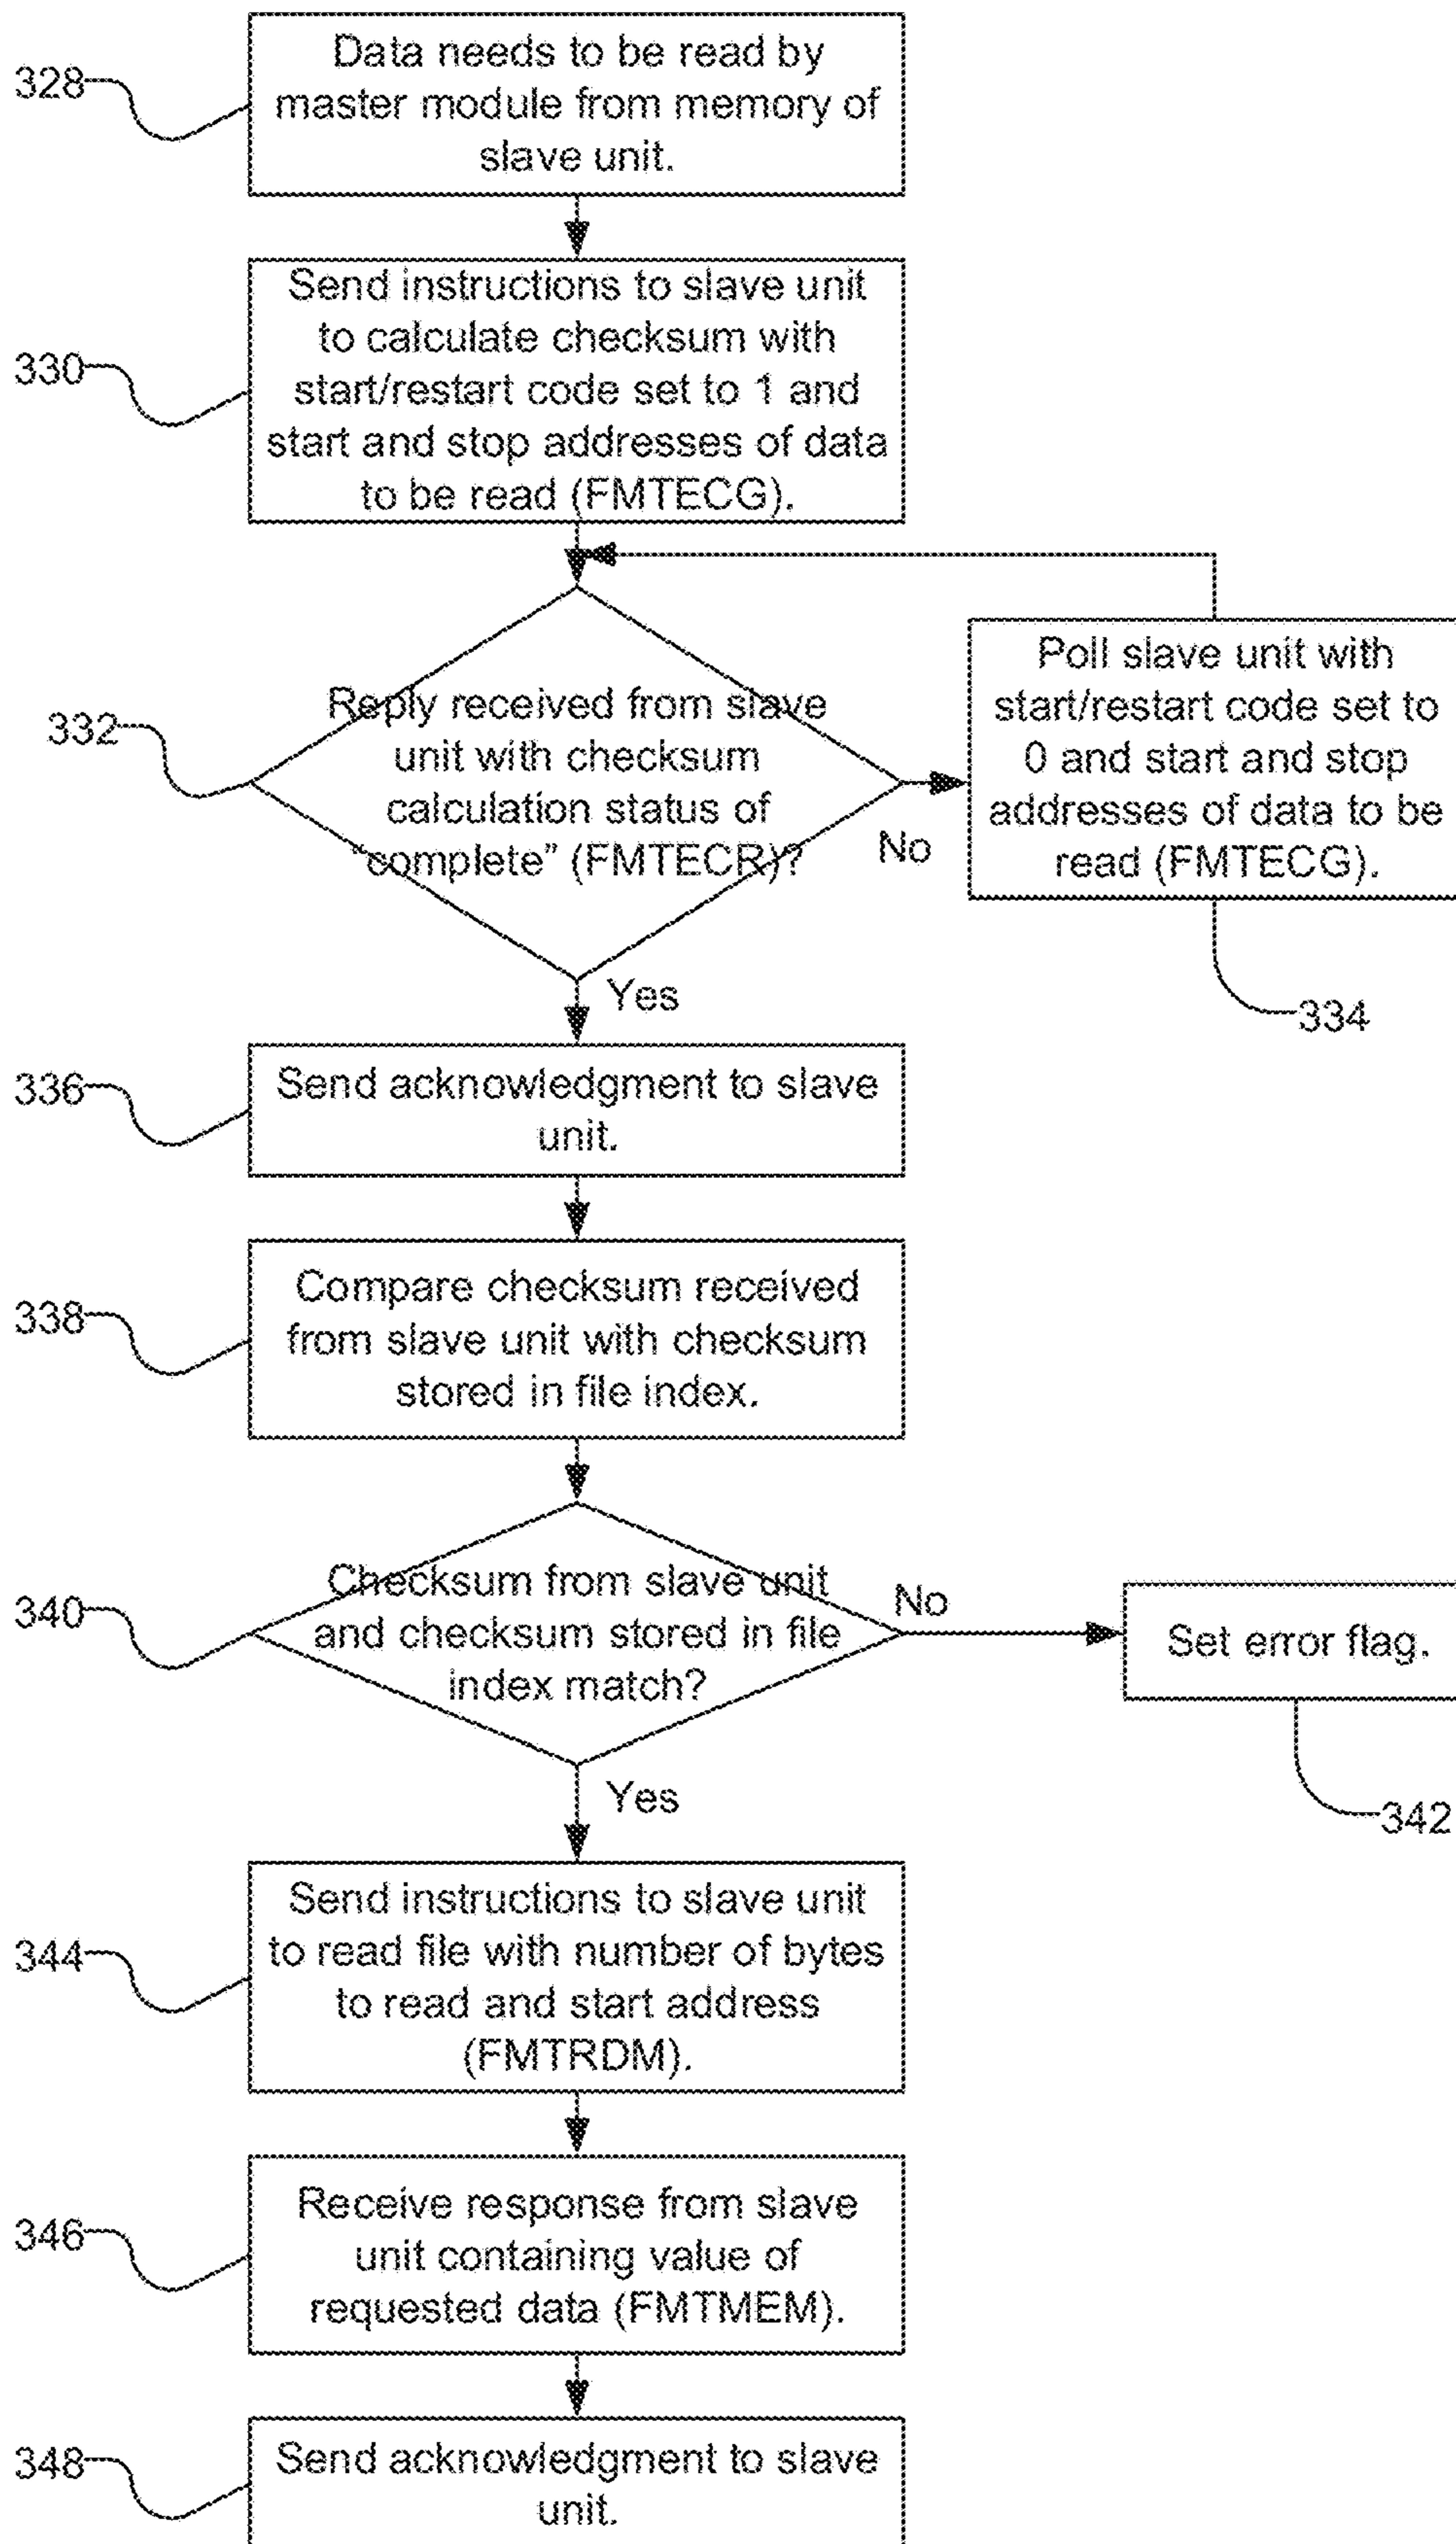 328
Data needs to be read by
master module from memory of
slave unit.
330
Send instructions to slave unit
to calculate checksum with
start/restart code set to 1 and
start and stop addresses of data
to be read (FMTECG).
332
Reply received from slave
unit with checksum
calculation status of
“complete” (FMTECR)?
No
Yes
Poll slave unit with
start/restart code set to
0 and start and stop
addresses of data to be
read (FMTECG).
334
336
Send acknowledgment to slave
unit.
338
Compare checksum received
from slave unit with checksum
stored in file index.
340
Checksum from slave unit
and checksum stored in file
index match?
No
Yes
Set error flag.
342
344
Send instructions to slave unit
to read file with number of bytes
to read and start address
(FMTRDM).
346
Receive response from slave
unit containing value of
requested data (FMTMEM).
348
Send acknowledgment to slave
unit.